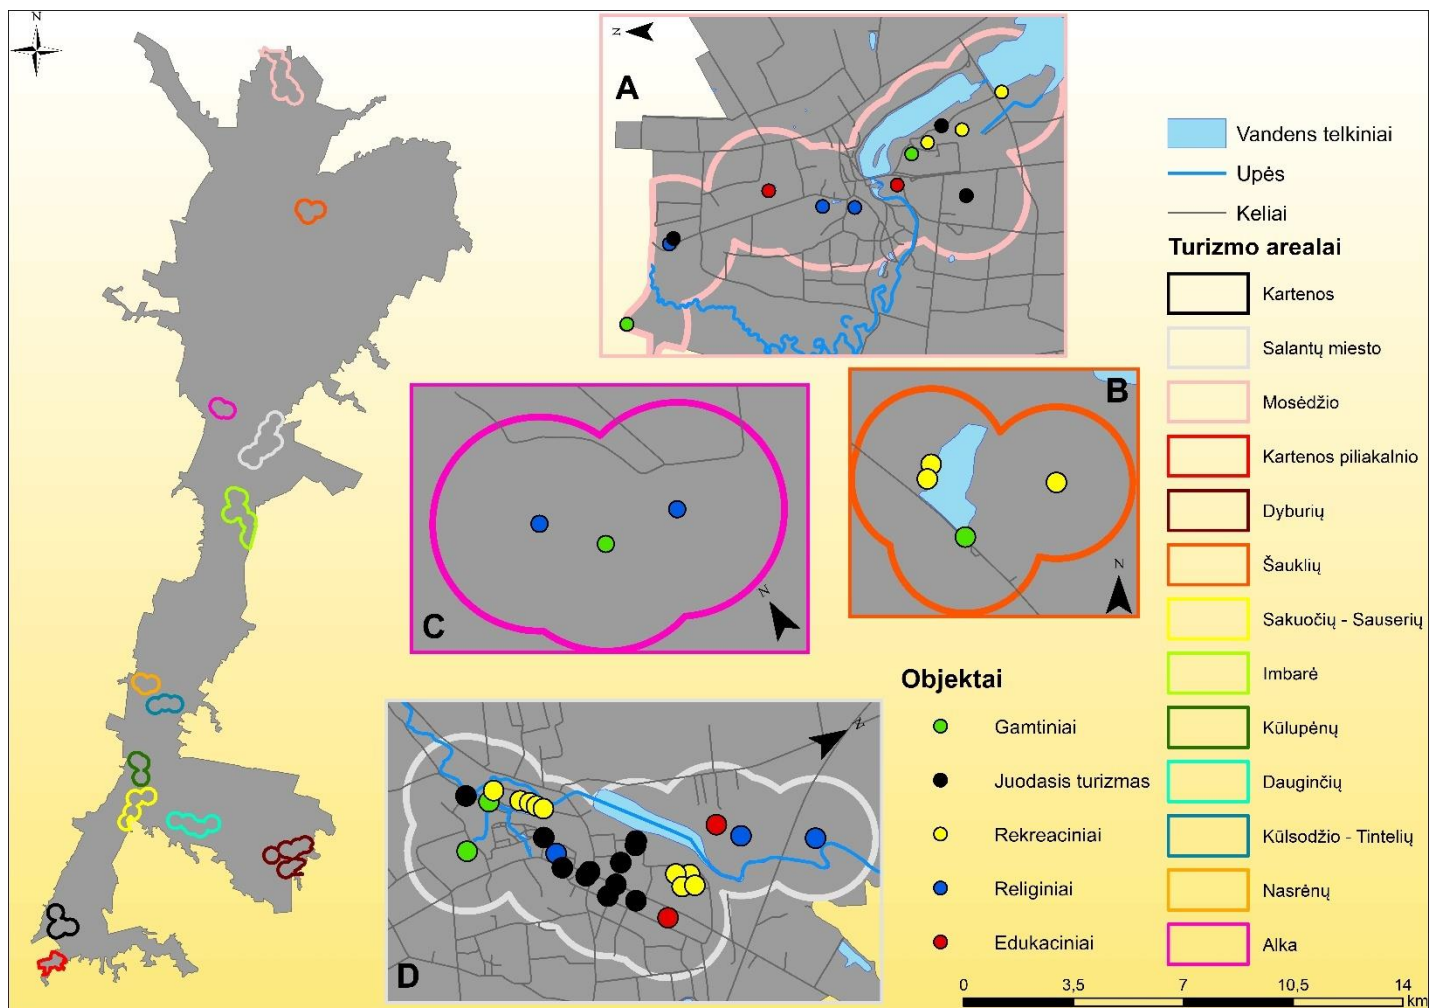 N
A
N
Vandens telkiniai
Upės
Keliai
Turizmo arealai
Kartenos
Salantų miesto
Mosėdžio
Kartenos piliakalnio
Dyburių
Šauklių
Sakuočių - Sauserių
Imbarė
Kūlupėnų
Dauginčių
Kūlsodžio - Tintelių
Nasrėnų
Alka
B
N
C
N
D
N
Objektai
Gamtiniai
Juodasis turizmas
Rekreaciniai
Religiniai
Edukaciniai
0 3,5 7 10,5 14
km